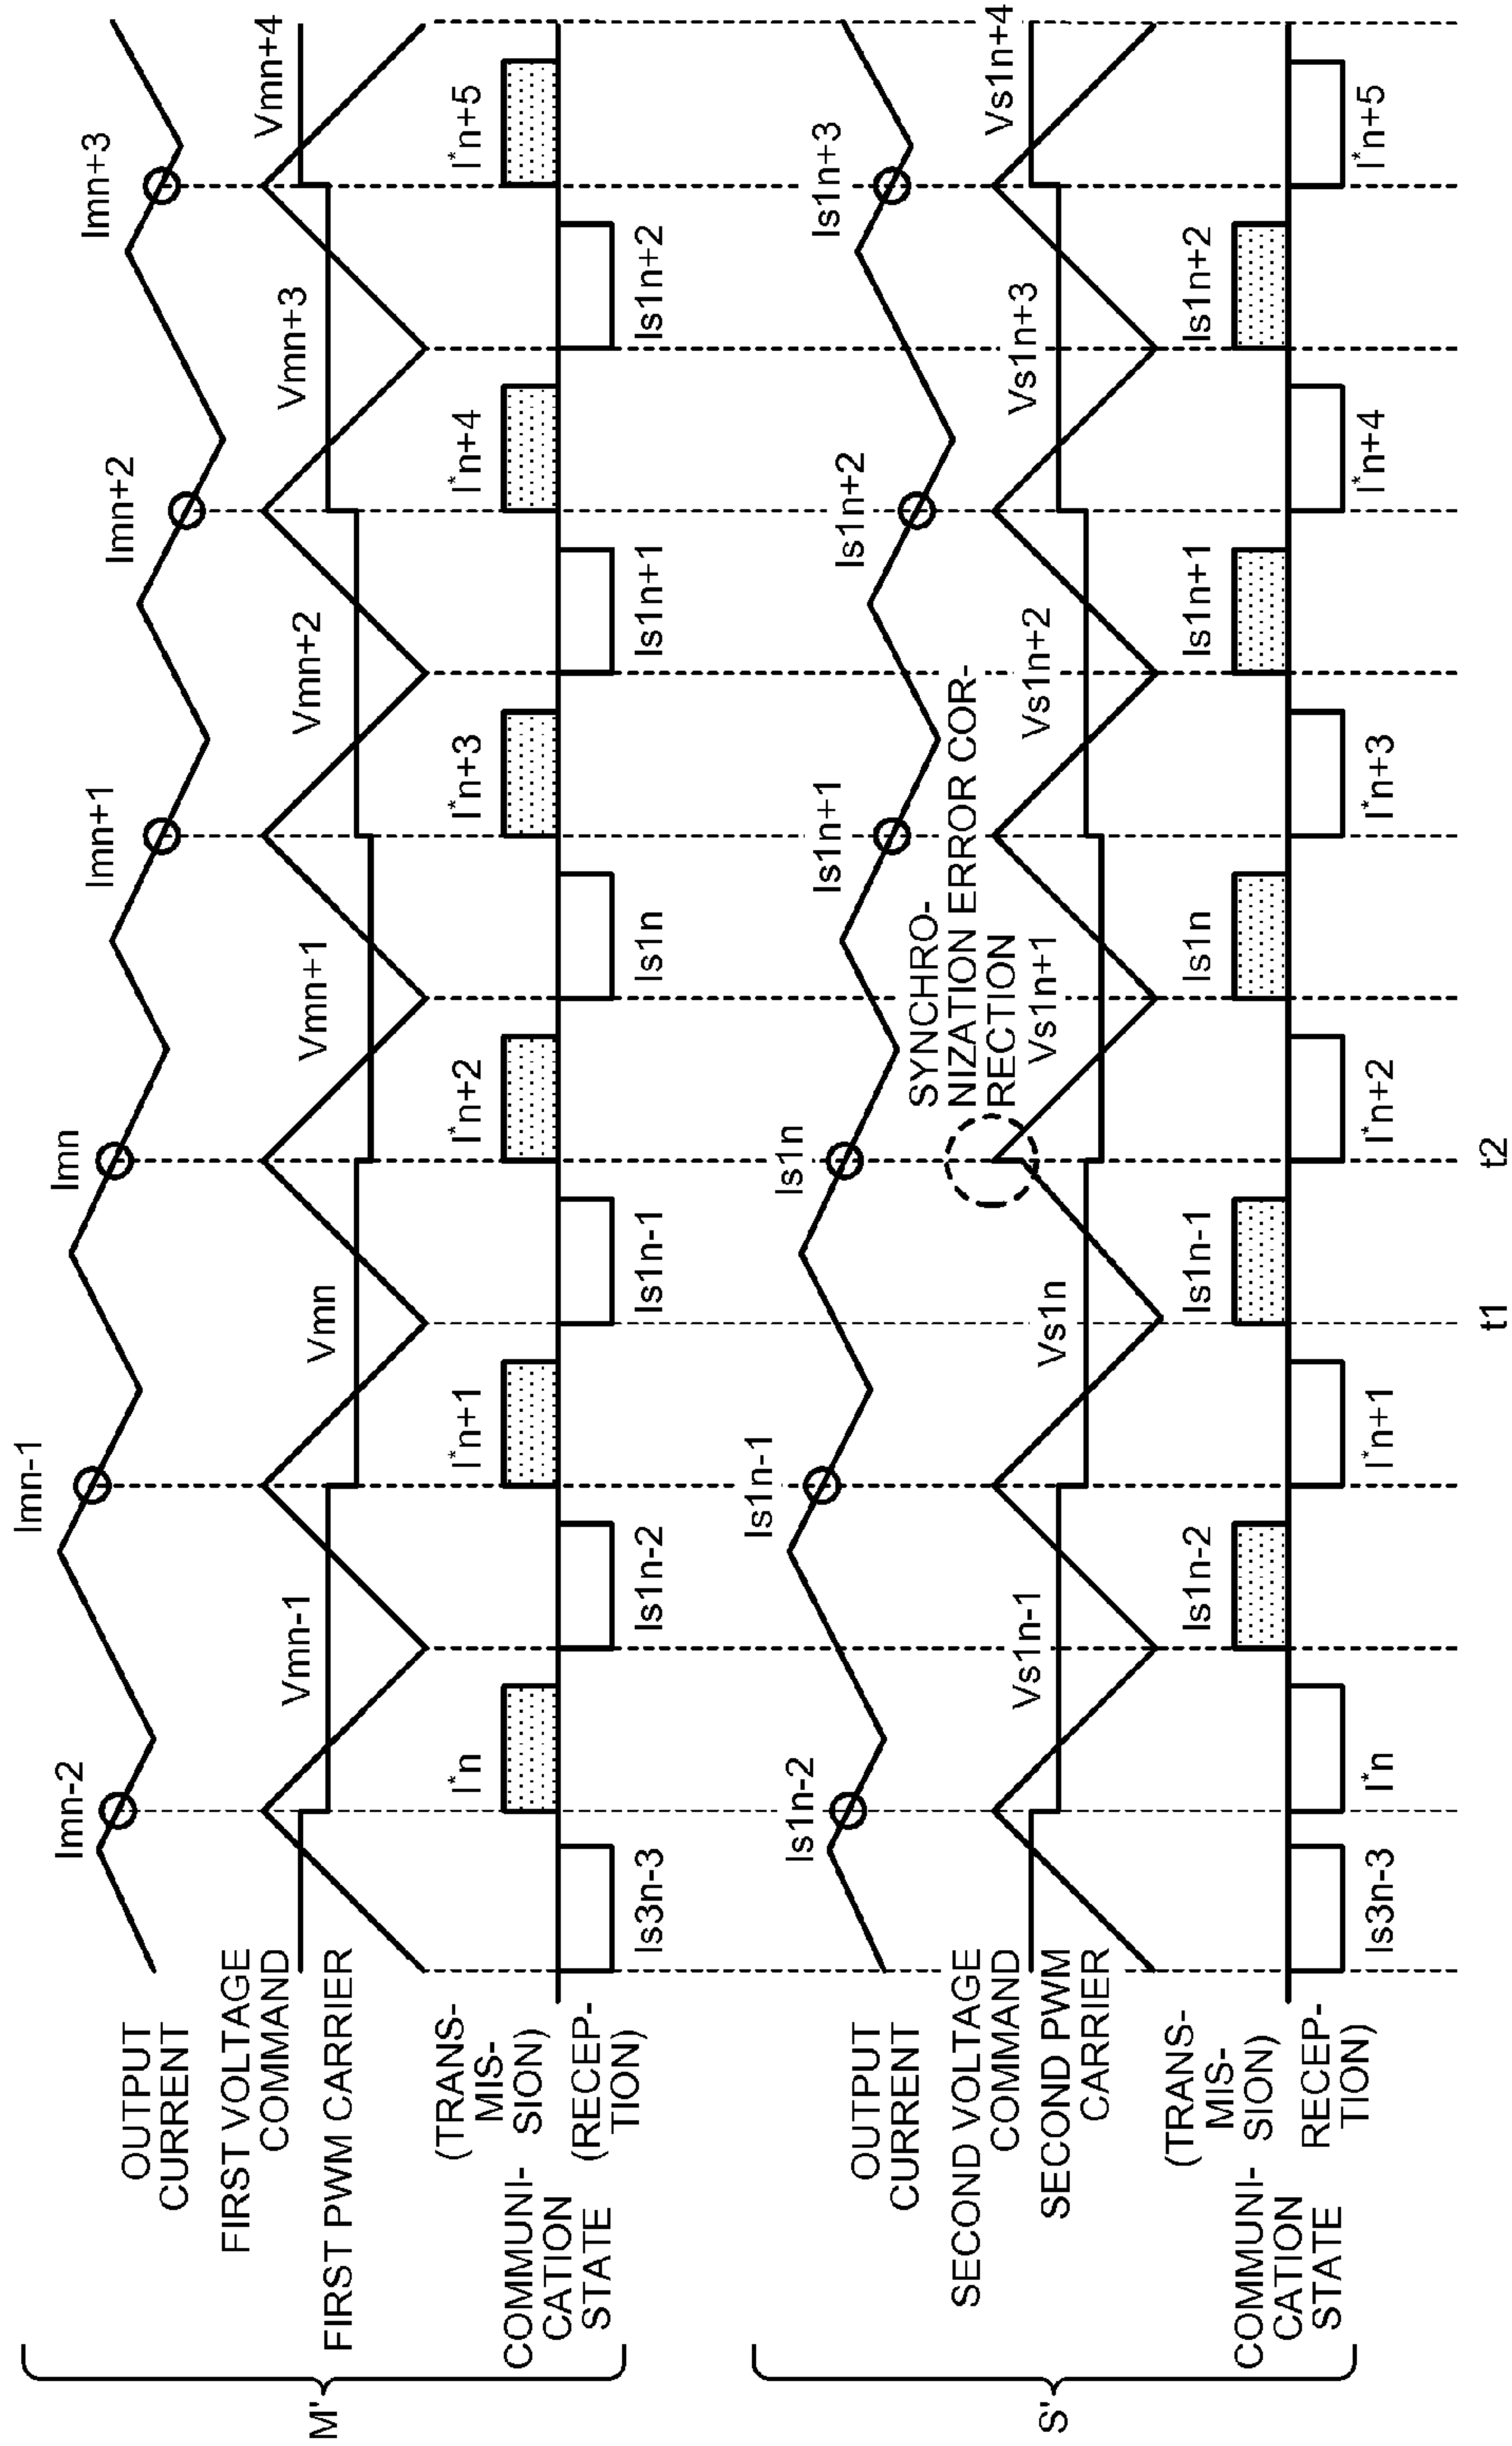 M'
OUTPUT
CURRENT
Imn-2
Imn-1
Imn
Imn+1
Imn+2
Imn+3
FIRST VOLTAGE
COMMAND
FIRST PWM CARRIER
Vmn-1
Vmn
Vmn+1
Vmn+2
Vmn+3
Vmn+4
COMMUNI-
CATION
STATE
(TRANS-
MIS-
SION)
(RECEP-
TION)
I*n
I*n+1
I*n+2
I*n+3
I*n+4
I*n+5
Is3n-3
Is1n-2
Is1n-1
Is1n
Is1n+1
Is1n+2
S'
OUTPUT
CURRENT
Is1n-2
Is1n-1
Is1n
Is1n+1
Is1n+2
Is1n+3
SYNCHRO-
NIZATION ERROR COR-
RECTION
SECOND VOLTAGE
COMMAND
SECOND PWM
CARRIER
Vs1n-1
Vs1n
Vs1n+1
Vs1n+2
Vs1n+3
Vs1n+4
COMMUNI-
CATION
STATE
(TRANS-
MIS-
SION)
RECEP-
TION)
Is1n-2
Is1n-1
Is1n
Is1n+1
Is1n+2
Is3n-3
I*n
I*n+1
I*n+2
I*n+3
I*n+4
I*n+5
t1
t2